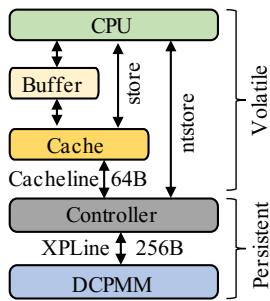 CPU
Buffer
store
ntstore
Volatile
Cache
Cacheline 64B
Controller
XPLine 256B
Persistent
DCPMM